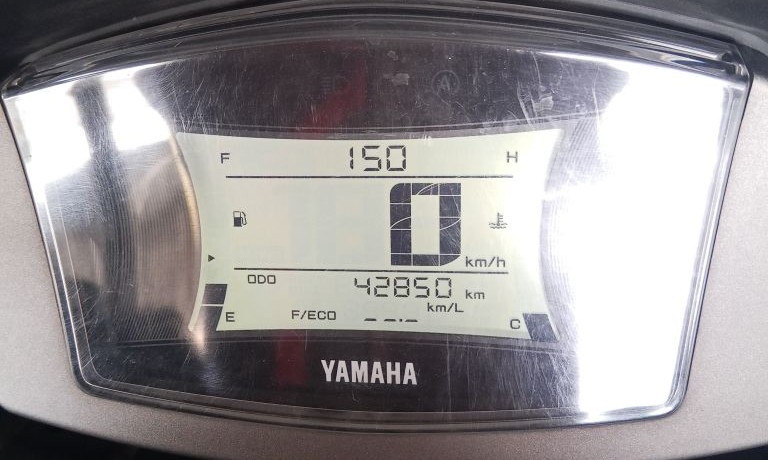 F 150 H
0 km/h
ODO 42850 km
km/L
E F/ECO --.- C
YAMAHA